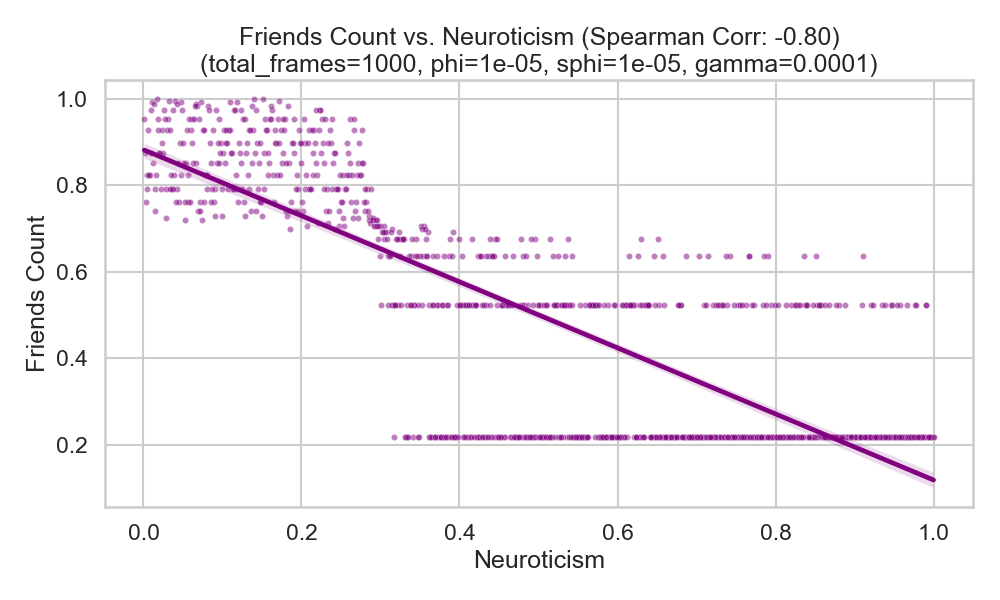 Friends Count vs. Neuroticism (Spearman Corr: -0.80)
(total_frames=1000, phi=1e-05, sphi=1e-05, gamma=0.0001)
1.0
0.8
0.6
0.4
0.2
Friends Count
0.0 0.2 0.4 0.6 0.8 1.0
Neuroticism